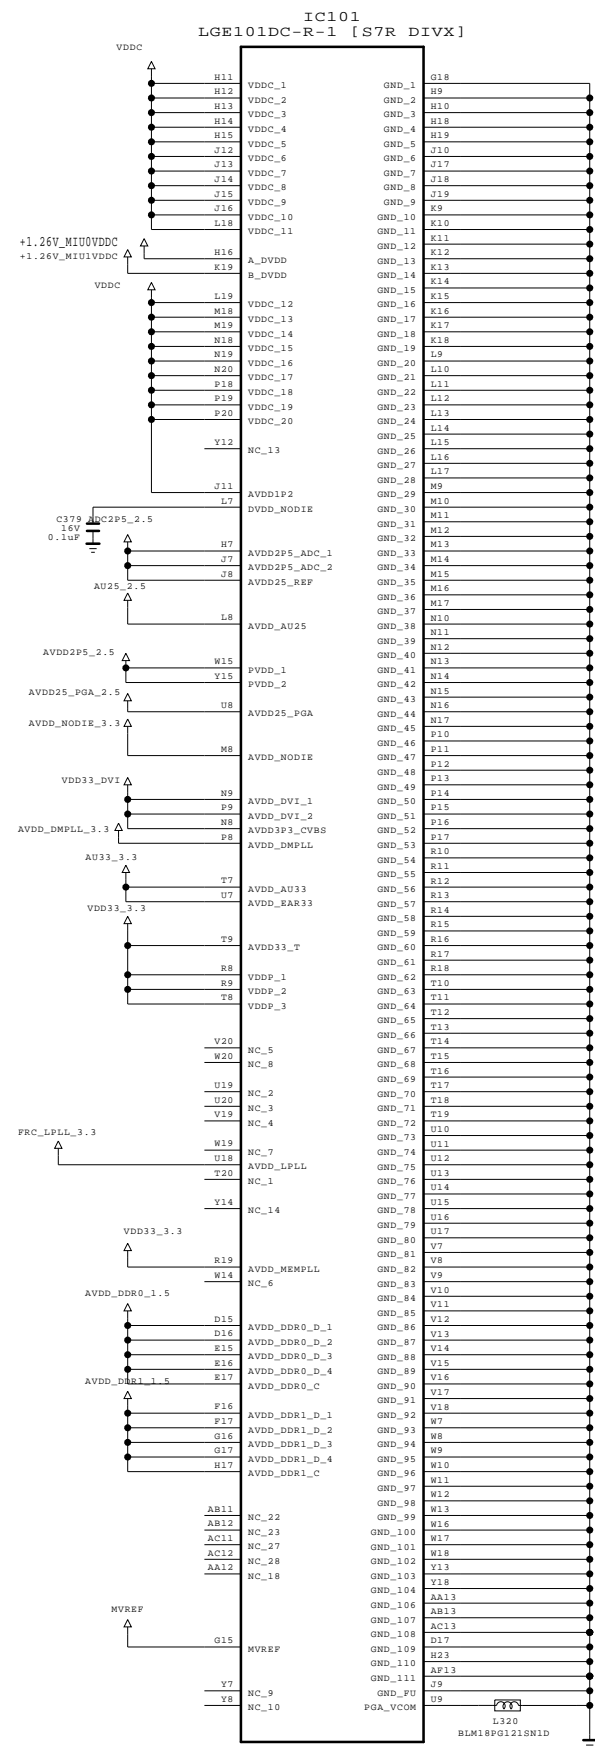 IC101
LGE101DC-R-1 [S7R DIVX]
VDDC
H11 VDDC_1
H12 VDDC_2
H13 VDDC_3
H14 VDDC_4
H15 VDDC_5
J12 VDDC_6
J13 VDDC_7
J14 VDDC_8
J15 VDDC_9
J16 VDDC_10
L18 VDDC_11
+1.26V_MIU0VDDC
H16 A_DVDD
+1.26V_MIU1VDDC
K19 B_DVDD
VDDC
L19 VDDC_12
M18 VDDC_13
M19 VDDC_14
N18 VDDC_15
N19 VDDC_16
N20 VDDC_17
P18 VDDC_18
P19 VDDC_19
P20 VDDC_20
Y12 NC_13
J11 AVDD1P2
L7 DVDD_NODIE
C379 ADC2P5_2.5
16V
0.1uF
H7 AVDD2P5_ADC_1
J7 AVDD2P5_ADC_2
J8 AVDD25_REF
AU25_2.5
L8 AVDD_AU25
AVDD2P5_2.5
W15 PVDD_1
Y15 PVDD_2
AVDD25_PGA_2.5
U8 AVDD25_PGA
AVDD_NODIE_3.3
M8 AVDD_NODIE
VDD33_DVI
N9 AVDD_DVI_1
P9 AVDD_DVI_2
N8 AVDD3P3_CVBS
AVDD_DMPLL_3.3
P8 AVDD_DMPLL
AU33_3.3
T7 AVDD_AU33
U7 AVDD_EAR33
VDD33_3.3
T9 AVDD33_T
R8 VDDP_1
R9 VDDP_2
T8 VDDP_3
V20 NC_5
W20 NC_8
U19 NC_2
U20 NC_3
V19 NC_4
FRC_LPLL_3.3
W19 NC_7
U18 AVDD_LPLL
T20 NC_1
Y14 NC_14
VDD33_3.3
R19 AVDD_MEMPLL
W14 NC_6
AVDD_DDR0_1.5
D15 AVDD_DDR0_D_1
D16 AVDD_DDR0_D_2
E15 AVDD_DDR0_D_3
E16 AVDD_DDR0_D_4
E17 AVDD_DDR0_C
AVDD_DDR1_1.5
F16 AVDD_DDR1_D_1
F17 AVDD_DDR1_D_2
G16 AVDD_DDR1_D_3
G17 AVDD_DDR1_D_4
H17 AVDD_DDR1_C
AB11 NC_22
AB12 NC_23
AC11 NC_27
AC12 NC_28
AA12 NC_18
MVREF
G15 MVREF
Y7 NC_9
Y8 NC_10
GND_1 G18
GND_2 H9
GND_3 H10
GND_4 H18
GND_5 H19
GND_6 J10
GND_7 J17
GND_8 J18
GND_9 J19
GND_10 K9
GND_11 K10
GND_12 K11
GND_13 K12
GND_14 K13
GND_15 K14
GND_16 K15
GND_17 K16
GND_18 K17
GND_19 K18
GND_20 L9
GND_21 L10
GND_22 L11
GND_23 L12
GND_24 L13
GND_25 L14
GND_26 L15
GND_27 L16
GND_28 L17
GND_29 M9
GND_30 M10
GND_31 M11
GND_32 M12
GND_33 M13
GND_34 M14
GND_35 M15
GND_36 M16
GND_37 M17
GND_38 N10
GND_39 N11
GND_40 N12
GND_41 N13
GND_42 N14
GND_43 N15
GND_44 N16
GND_45 N17
GND_46 P10
GND_47 P11
GND_48 P12
GND_49 P13
GND_50 P14
GND_51 P15
GND_52 P16
GND_53 P17
GND_54 R10
GND_55 R11
GND_56 R12
GND_57 R13
GND_58 R14
GND_59 R15
GND_60 R16
GND_61 R17
GND_62 R18
GND_63 T10
GND_64 T11
GND_65 T12
GND_66 T13
GND_67 T14
GND_68 T15
GND_69 T16
GND_70 T17
GND_71 T18
GND_72 T19
GND_73 U10
GND_74 U11
GND_75 U12
GND_76 U13
GND_77 U14
GND_78 U15
GND_79 U16
GND_80 U17
GND_81 V7
GND_82 V8
GND_83 V9
GND_84 V10
GND_85 V11
GND_86 V12
GND_87 V13
GND_88 V14
GND_89 V15
GND_90 V16
GND_91 V17
GND_92 V18
GND_93 W7
GND_94 W8
GND_95 W9
GND_96 W10
GND_97 W11
GND_98 W12
GND_99 W13
GND_100 W16
GND_101 W17
GND_102 W18
GND_103 Y13
GND_104 Y18
GND_106 AA13
GND_107 AB13
GND_108 AC13
GND_109 D17
GND_110 H23
GND_111 AF13
GND_FU J9
PGA_VCOM U9
L320
BLM18PG121SN1D